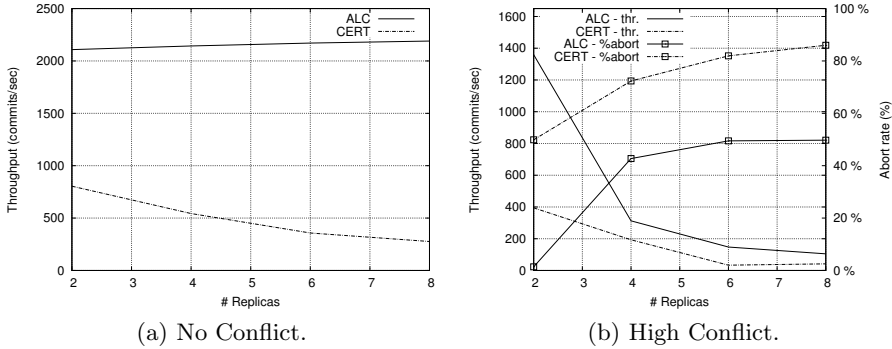 2500
2000
1500
1000
500
0
2 3 4 5 6 7 8
Throughput (commits/sec)
# Replicas
ALC
CERT
(a) No Conflict.
1600
1400
1200
1000
800
600
400
200
0
2 3 4 5 6 7 8
100 %
80 %
60 %
40 %
20 %
0 %
Throughput (commits/sec)
Abort rate (%)
# Replicas
ALC - thr.
CERT - thr.
ALC - %abort
CERT - %abort
(b) High Conflict.